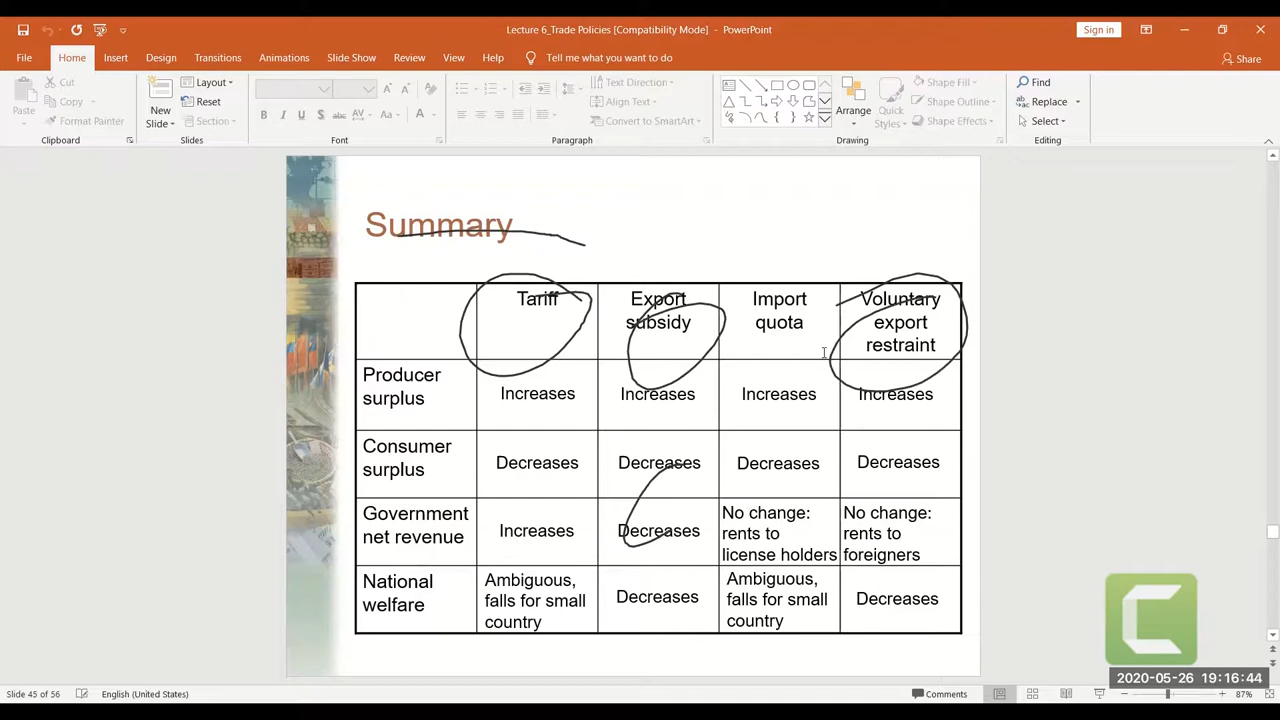 Lecture 6_Trade Policies [Compatibility Mode] - PowerPoint
Sign in
File Home Insert Design Transitions Animations Slide Show Review View Help Tell me what you want to do
Share
Cut
Copy
Format Painter
Paste
Clipboard
New
Slide
Layout
Reset
Section
Slides
Font
Text Direction
Align Text
Convert to SmartArt
Paragraph
Arrange
Quick
Styles
Shape Fill
Shape Outline
Shape Effects
Drawing
Find
Replace
Select
Editing
Summary
Tariff
Export
subsidy
Import
quota
Voluntary
export
restraint
Producer
surplus
Increases
Increases
Increases
Increases
Consumer
surplus
Decreases
Decreases
Decreases
Decreases
Government
net revenue
Increases
Decreases
No change:
rents to
license holders
No change:
rents to
foreigners
National
welfare
Ambiguous,
falls for small
country
Decreases
Ambiguous,
falls for small
country
Decreases
2020-05-26 19:16:44
Slide 45 of 56
English (United States)
Comments
87%